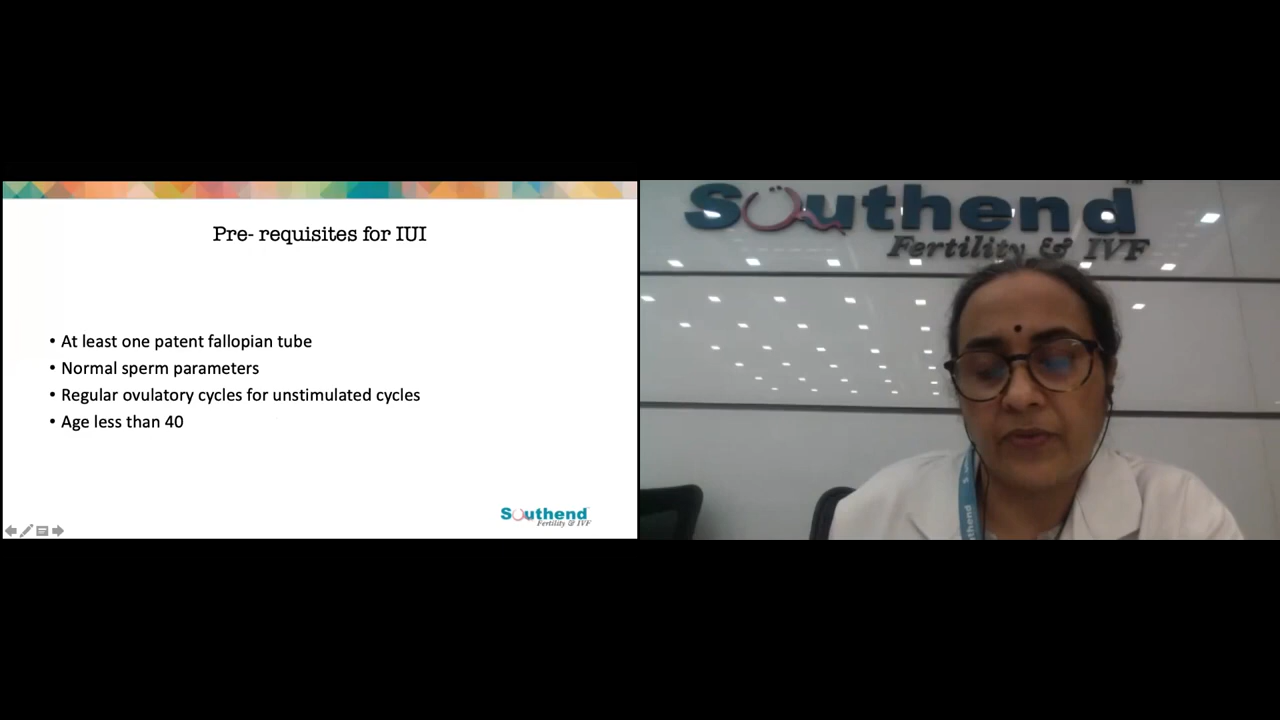 Pre- requisites for IUI
• At least one patent fallopian tube
• Normal sperm parameters
• Regular ovulatory cycles for unstimulated cycles
• Age less than 40
Southend
Fertility & IVF
Southend™
Fertility & IVF
Southend